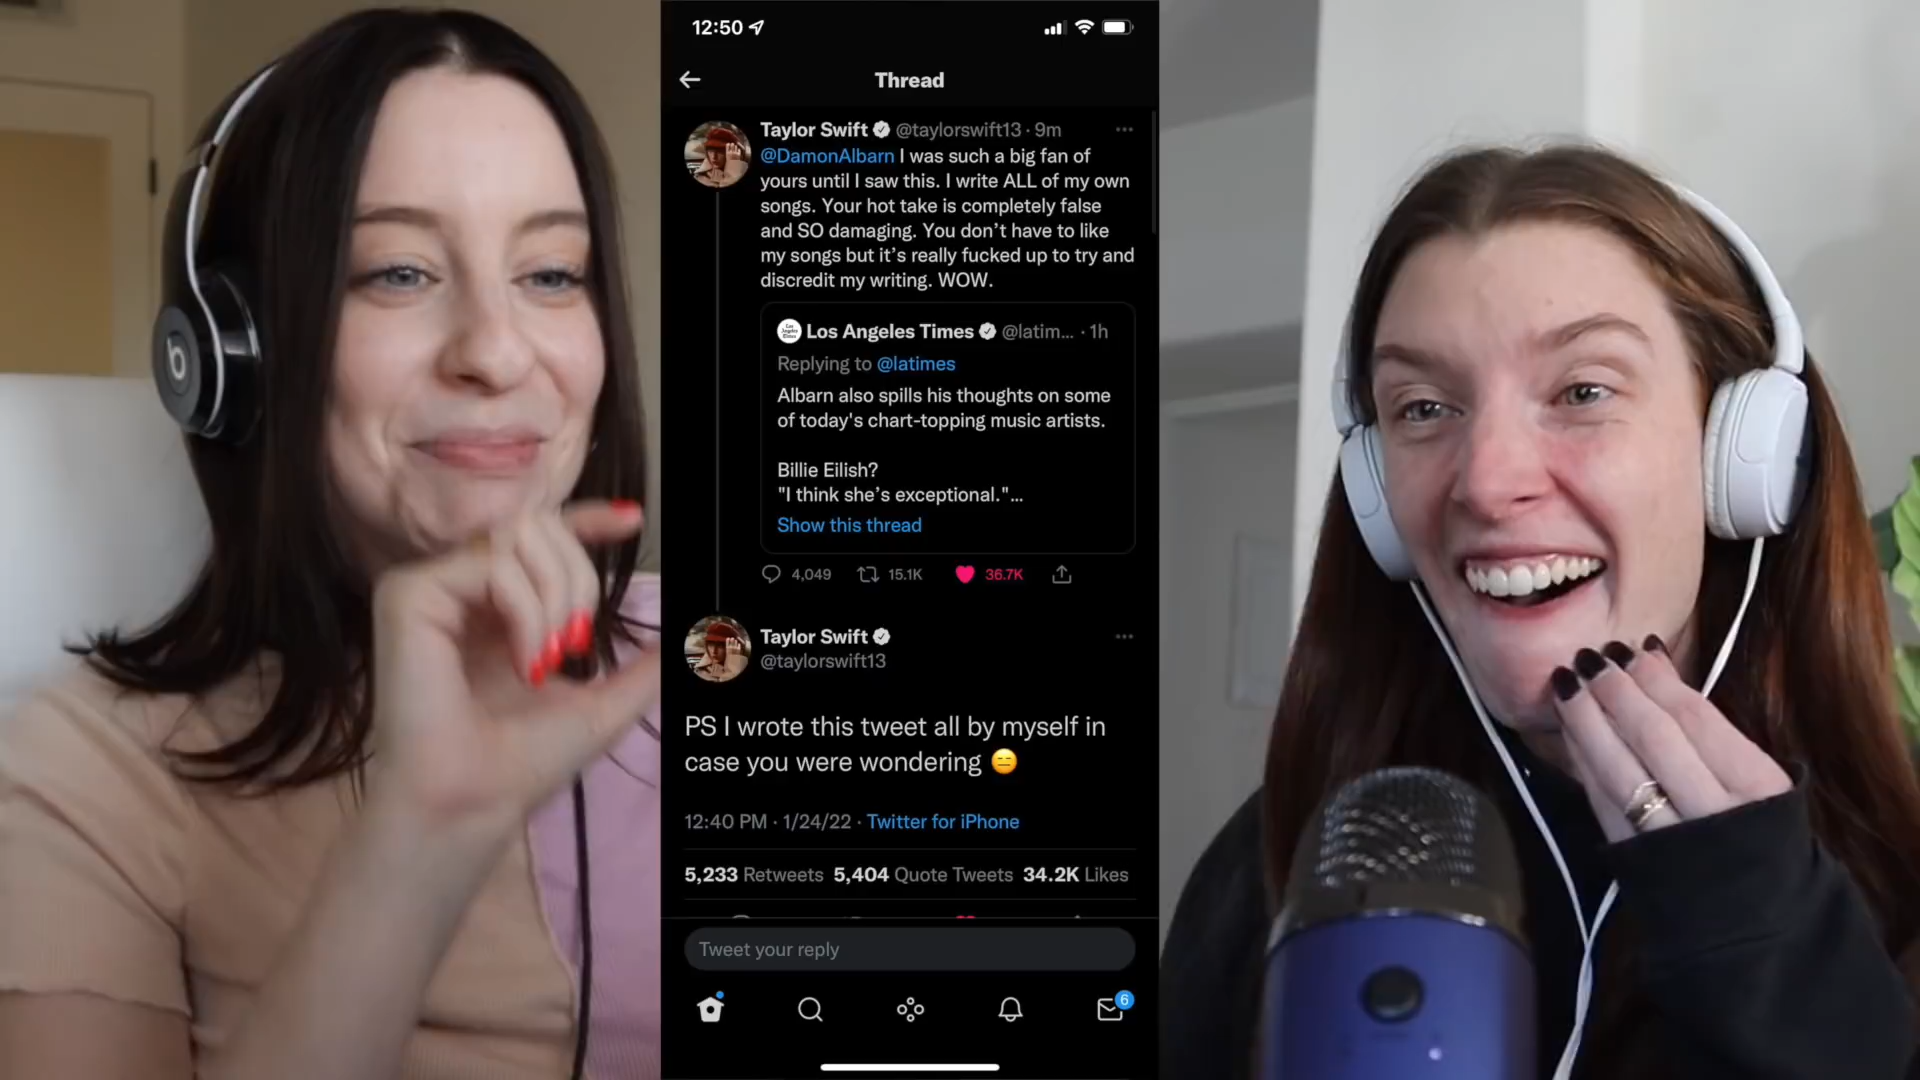 12:50
Thread
Taylor Swift @taylorswift13 · 9m
@DamonAlbarn I was such a big fan of
yours until I saw this. I write ALL of my own
songs. Your hot take is completely false
and SO damaging. You don’t have to like
my songs but it’s really fucked up to try and
discredit my writing. WOW.
Los Angeles Times @latim... · 1h
Replying to @latimes
Albarn also spills his thoughts on some
of today's chart-topping music artists.
Billie Eilish?
"I think she’s exceptional."...
Show this thread
4,049 15.1K 36.7K
Taylor Swift
@taylorswift13
PS I wrote this tweet all by myself in
case you were wondering 😑
12:40 PM · 1/24/22 · Twitter for iPhone
5,233 Retweets 5,404 Quote Tweets 34.2K Likes
Tweet your reply
6